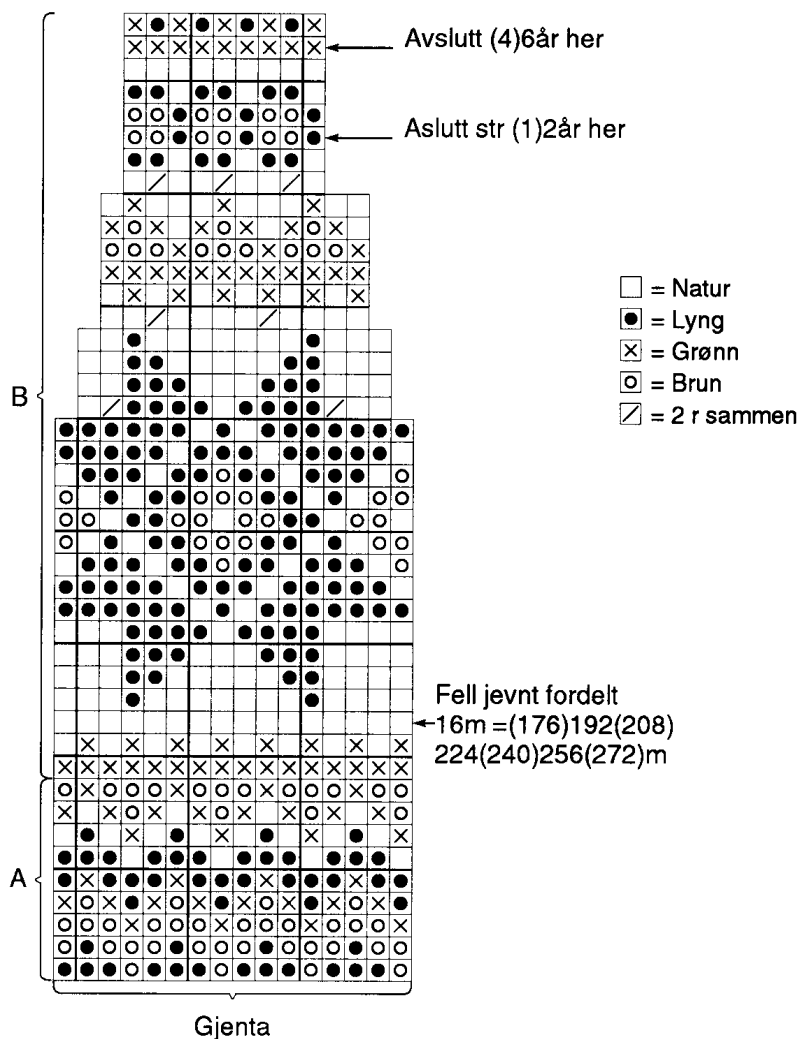 Avslutt (4)6år her
Aslutt str (1)2år her
= Natur
= Lyng
= Grønn
= Brun
= 2 r sammen
B
Fell jevnt fordelt
16m =(176)192(208)
224(240)256(272)m
A
Gjenta